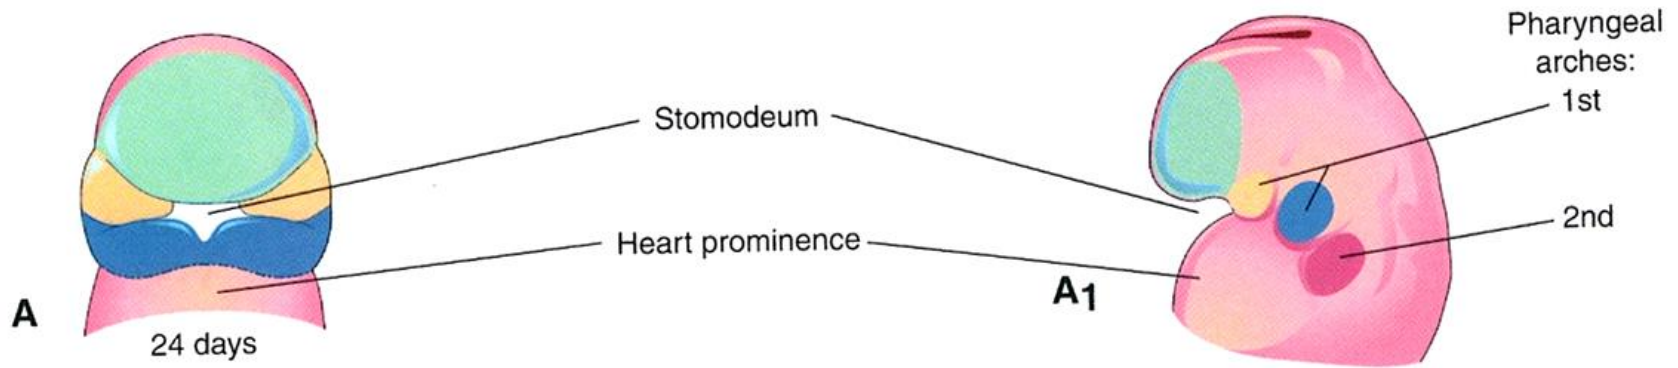 Pharyngeal
arches:
1st
Stomodeum
2nd
Heart prominence
A
A1
24 days